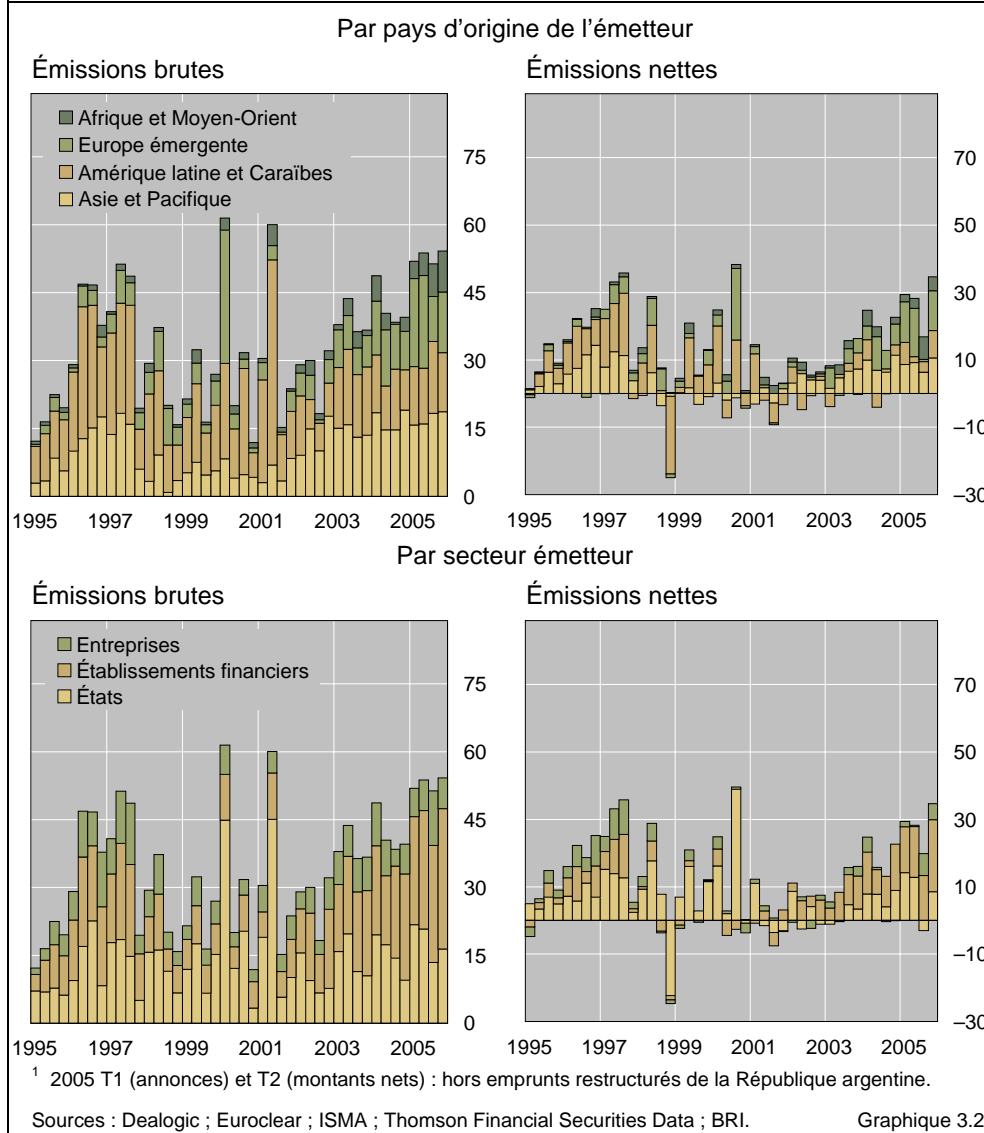 Par pays d'origine de l'émetteur
Émissions brutes
Émissions nettes
Afrique et Moyen-Orient
Europe émergente
Amérique latine et Caraïbes
Asie et Pacifique
75
60
45
30
15
0
70
50
30
10
–10
–30
1995 1997 1999 2001 2003 2005
1995 1997 1999 2001 2003 2005
Par secteur émetteur
Émissions brutes
Émissions nettes
Entreprises
Établissements financiers
États
75
60
45
30
15
0
70
50
30
10
–10
–30
1995 1997 1999 2001 2003 2005
1995 1997 1999 2001 2003 2005
1 2005 T1 (annonces) et T2 (montants nets) : hors emprunts restructurés de la République argentine.
Sources : Dealogic ; Euroclear ; ISMA ; Thomson Financial Securities Data ; BRI. Graphique 3.2